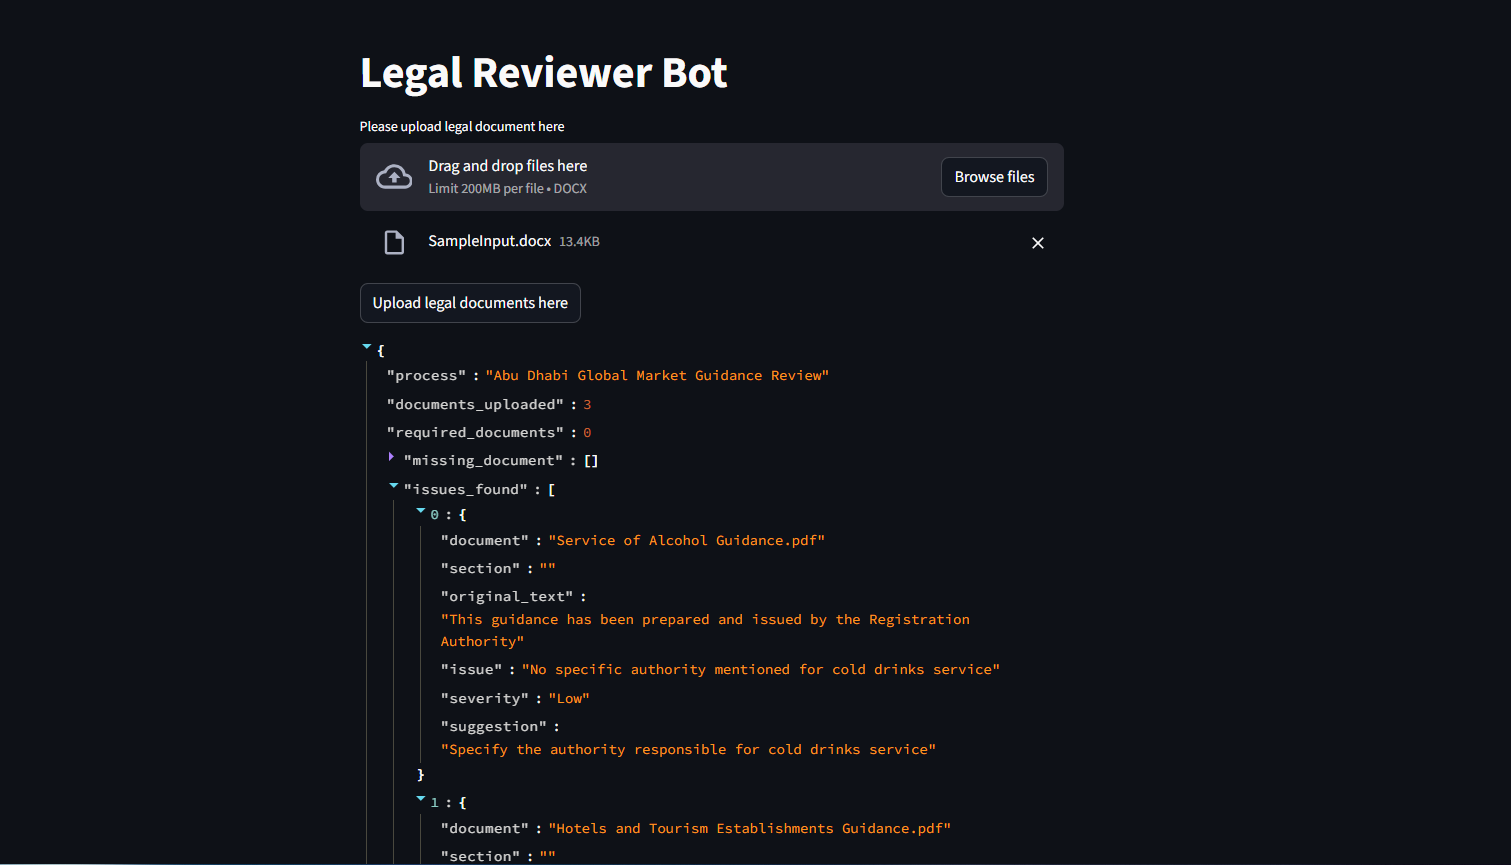 Legal Reviewer Bot
Please upload legal document here
Drag and drop files here
Limit 200MB per file • DOCX
Browse files
SampleInput.docx 13.4KB
Upload legal documents here
{
"process" : "Abu Dhabi Global Market Guidance Review"
"documents_uploaded" : 3
"required_documents" : 0
"missing_document" : []
"issues_found" : [
0 : {
"document" : "Service of Alcohol Guidance.pdf"
"section" : ""
"original_text" :
"This guidance has been prepared and issued by the Registration
Authority"
"issue" : "No specific authority mentioned for cold drinks service"
"severity" : "Low"
"suggestion" :
"Specify the authority responsible for cold drinks service"
}
1 : {
"document" : "Hotels and Tourism Establishments Guidance.pdf"
"section" : ""